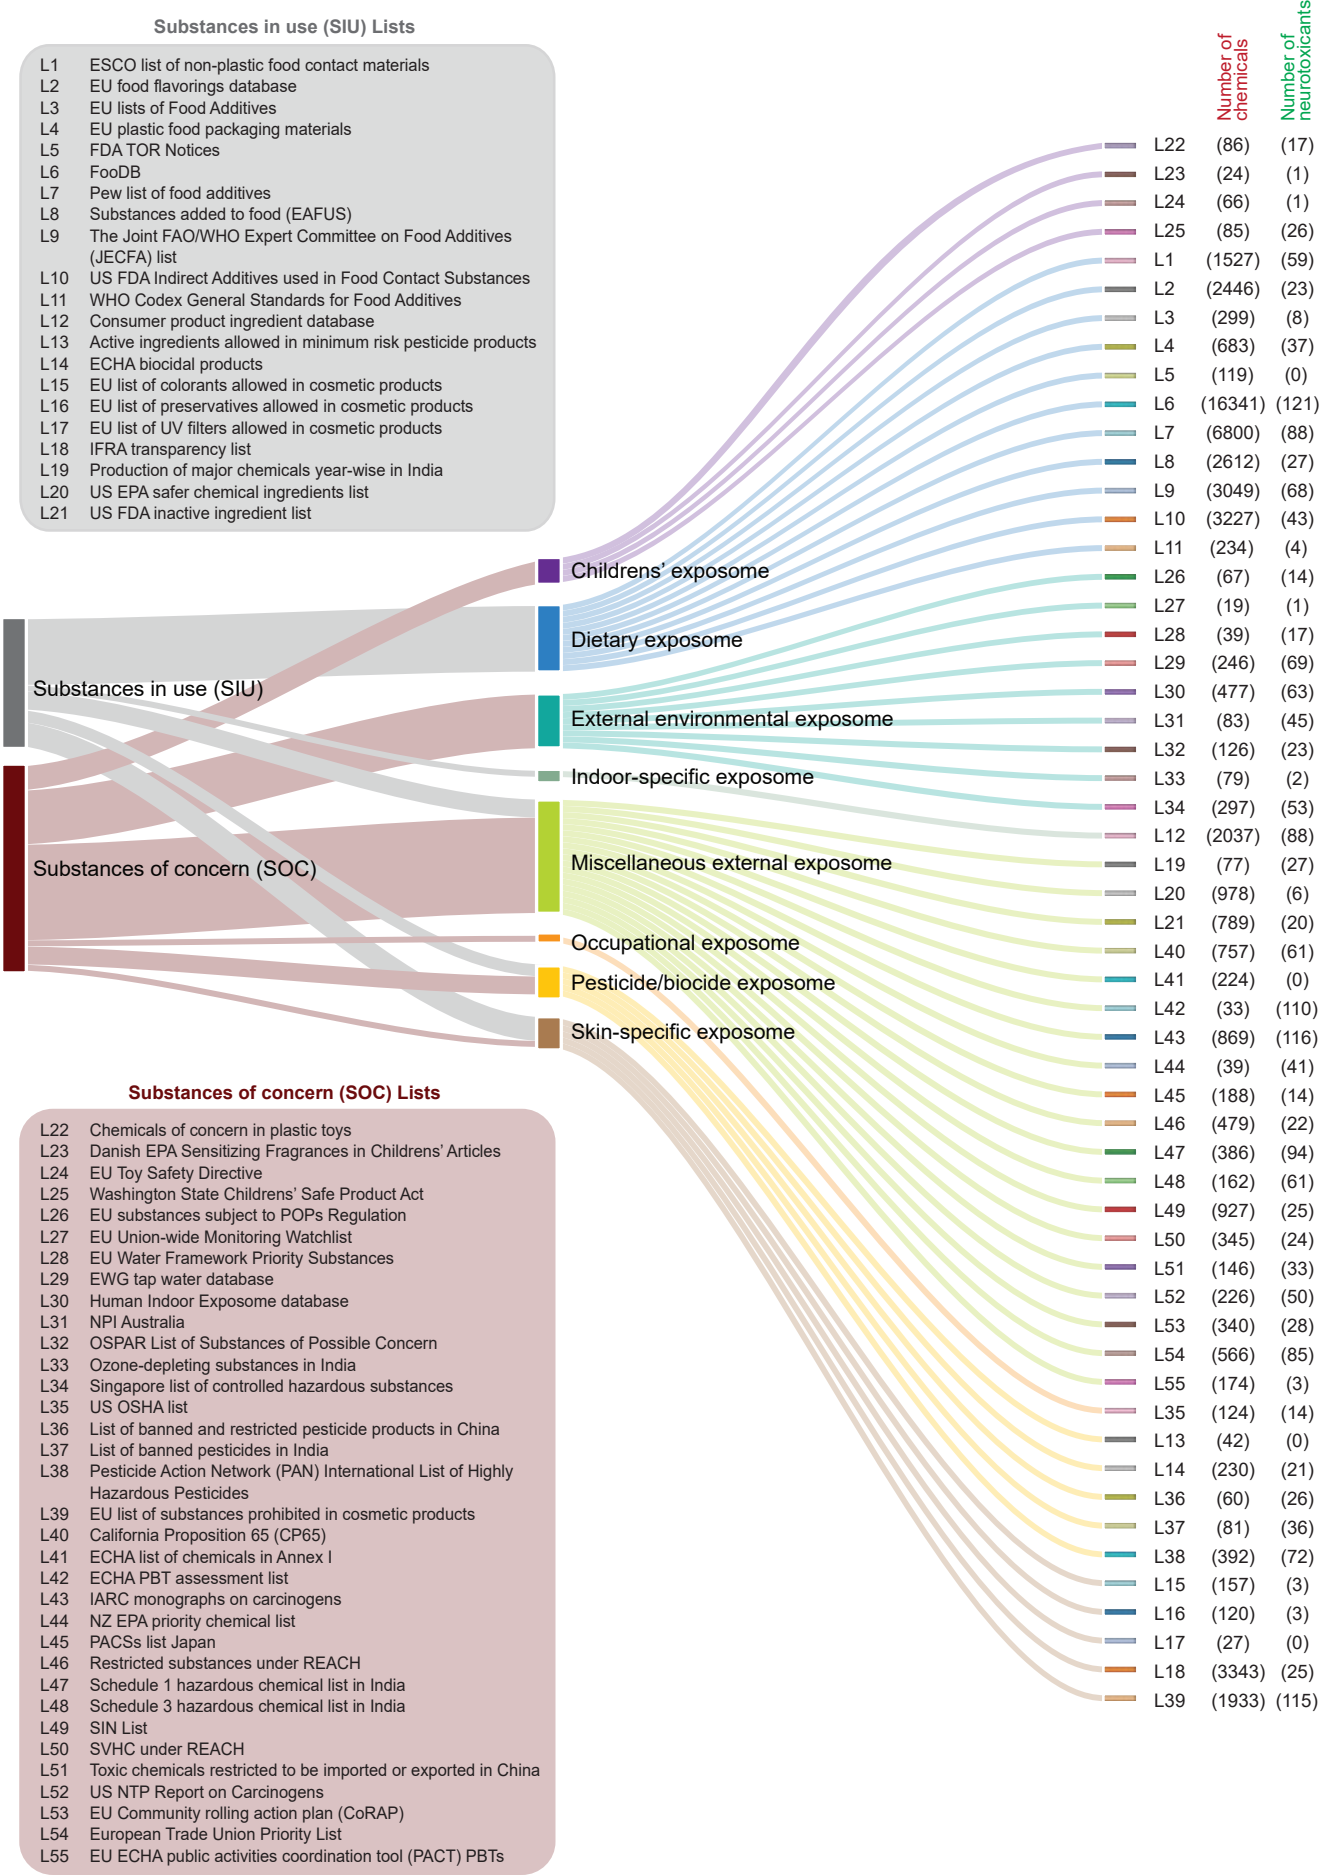 Substances in use (SIU) Lists
L1 ESCO list of non-plastic food contact materials
L2 EU food flavorings database
L3 EU lists of Food Additives
L4 EU plastic food packaging materials
L5 FDA TOR Notices
L6 FooDB
L7 Pew list of food additives
L8 Substances added to food (EAFUS)
L9 The Joint FAO/WHO Expert Committee on Food Additives
(JECFA) list
L10 US FDA Indirect Additives used in Food Contact Substances
L11 WHO Codex General Standards for Food Additives
L12 Consumer product ingredient database
L13 Active ingredients allowed in minimum risk pesticide products
L14 ECHA biocidal products
L15 EU list of colorants allowed in cosmetic products
L16 EU list of preservatives allowed in cosmetic products
L17 EU list of UV filters allowed in cosmetic products
L18 IFRA transparency list
L19 Production of major chemicals year-wise in India
L20 US EPA safer chemical ingredients list
L21 US FDA inactive ingredient list
Substances in use (SIU)
Substances of concern (SOC)
Childrens' exposome
Dietary exposome
External environmental exposome
Indoor-specific exposome
Miscellaneous external exposome
Occupational exposome
Pesticide/biocide exposome
Skin-specific exposome
Substances of concern (SOC) Lists
L22 Chemicals of concern in plastic toys
L23 Danish EPA Sensitizing Fragrances in Childrens' Articles
L24 EU Toy Safety Directive
L25 Washington State Childrens' Safe Product Act
L26 EU substances subject to POPs Regulation
L27 EU Union-wide Monitoring Watchlist
L28 EU Water Framework Priority Substances
L29 EWG tap water database
L30 Human Indoor Exposome database
L31 NPI Australia
L32 OSPAR List of Substances of Possible Concern
L33 Ozone-depleting substances in India
L34 Singapore list of controlled hazardous substances
L35 US OSHA list
L36 List of banned and restricted pesticide products in China
L37 List of banned pesticides in India
L38 Pesticide Action Network (PAN) International List of Highly
Hazardous Pesticides
L39 EU list of substances prohibited in cosmetic products
L40 California Proposition 65 (CP65)
L41 ECHA list of chemicals in Annex I
L42 ECHA PBT assessment list
L43 IARC monographs on carcinogens
L44 NZ EPA priority chemical list
L45 PACSs list Japan
L46 Restricted substances under REACH
L47 Schedule 1 hazardous chemical list in India
L48 Schedule 3 hazardous chemical list in India
L49 SIN List
L50 SVHC under REACH
L51 Toxic chemicals restricted to be imported or exported in China
L52 US NTP Report on Carcinogens
L53 EU Community rolling action plan (CoRAP)
L54 European Trade Union Priority List
L55 EU ECHA public activities coordination tool (PACT) PBTs
Number of
chemicals
Number of
neurotoxicants
L22 (86) (17)
L23 (24) (1)
L24 (66) (1)
L25 (85) (26)
L1 (1527) (59)
L2 (2446) (23)
L3 (299) (8)
L4 (683) (37)
L5 (119) (0)
L6 (16341) (121)
L7 (6800) (88)
L8 (2612) (27)
L9 (3049) (68)
L10 (3227) (43)
L11 (234) (4)
L26 (67) (14)
L27 (19) (1)
L28 (39) (17)
L29 (246) (69)
L30 (477) (63)
L31 (83) (45)
L32 (126) (23)
L33 (79) (2)
L34 (297) (53)
L12 (2037) (88)
L19 (77) (27)
L20 (978) (6)
L21 (789) (20)
L40 (757) (61)
L41 (224) (0)
L42 (33) (110)
L43 (869) (116)
L44 (39) (41)
L45 (188) (14)
L46 (479) (22)
L47 (386) (94)
L48 (162) (61)
L49 (927) (25)
L50 (345) (24)
L51 (146) (33)
L52 (226) (50)
L53 (340) (28)
L54 (566) (85)
L55 (174) (3)
L35 (124) (14)
L13 (42) (0)
L14 (230) (21)
L36 (60) (26)
L37 (81) (36)
L38 (392) (72)
L15 (157) (3)
L16 (120) (3)
L17 (27) (0)
L18 (3343) (25)
L39 (1933) (115)